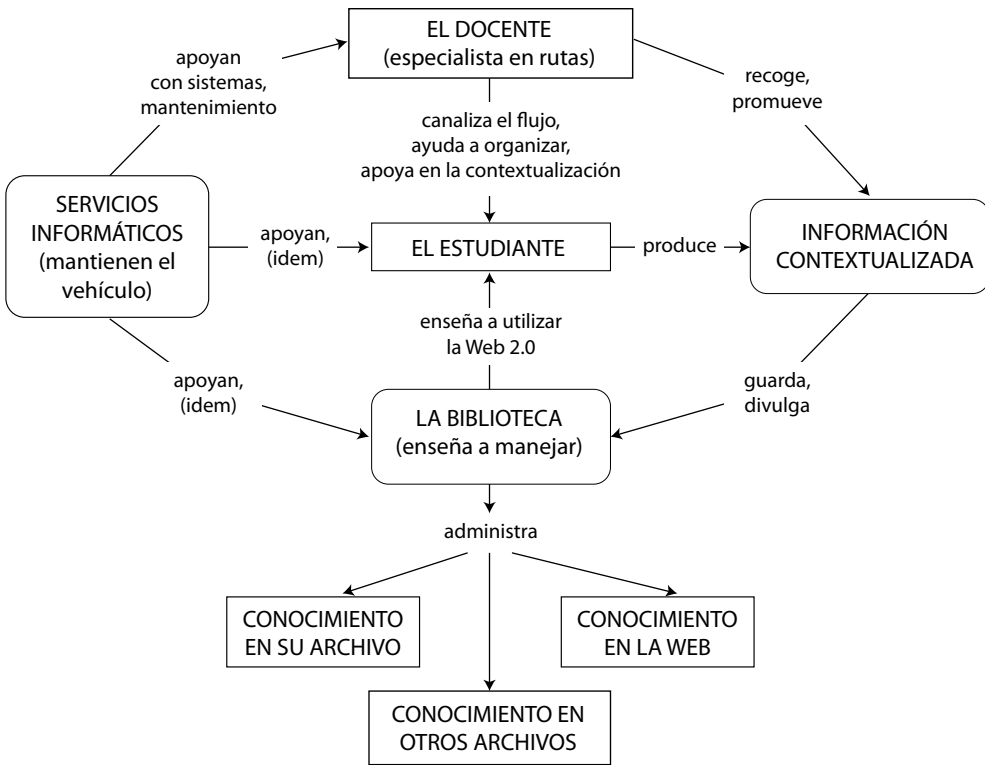 EL DOCENTE
(especialista en rutas)
apoyan
con sistemas,
mantenimiento
recoge,
promueve
canaliza el flujo,
ayuda a organizar,
apoya en la contextualización
SERVICIOS
INFORMÁTICOS
(mantienen el
vehículo)
apoyan,
(idem)
EL ESTUDIANTE
produce
INFORMACIÓN
CONTEXTUALIZADA
enseña a utilizar
la Web 2.0
apoyan,
(idem)
guarda,
divulga
LA BIBLIOTECA
(enseña a manejar)
administra
CONOCIMIENTO
EN SU ARCHIVO
CONOCIMIENTO
EN LA WEB
CONOCIMIENTO EN
OTROS ARCHIVOS